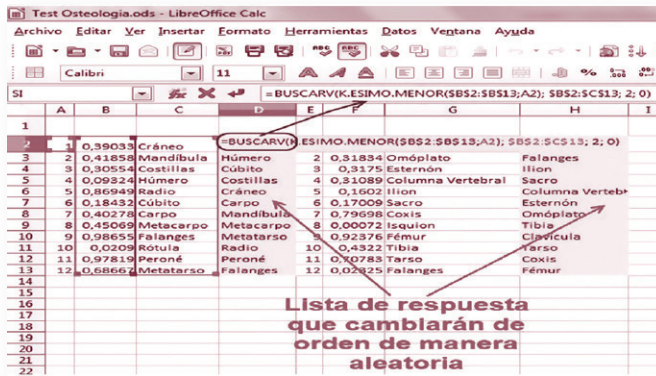 Test Osteologia.ods - LibreOffice Calc
Archivo Editar Ver Insertar Formato Herramientas Datos Ventana Ayuda
Calibri 11
SI =BUSCARV(K.ESIMO.MENOR($B$2:$B$13;A2); $B$2:$C$13; 2; 0)
A B C D E F G H I
1
2 1 0,39033 Cráneo =BUSCARV(K.ESIMO.MENOR($B$2:$B$13;A2); $B$2:$C$13; 2; 0)
3 2 0,41858 Mandíbula Húmero 2 0,31834 Omóplato Falanges
4 3 0,30554 Costillas Cúbito 3 0,3175 Esternón Ilion
5 4 0,09324 Húmero Costillas 4 0,31089 Columna Vertebral Sacro
6 5 0,86949 Radio Cráneo 5 0,1602 Ilion Columna Verteb
7 6 0,18432 Cúbito Carpo 6 0,17009 Sacro Esternón
8 7 0,40278 Carpo Mandíbula 7 0,79698 Coxis Omóplato
9 8 0,45069 Metacarpo Metacarpo 8 0,00072 Isquion Tibia
10 9 0,98655 Falanges Metatarso 9 0,92376 Fémur Clavícula
11 10 0,0209 Rótula Radio 10 0,4322 Tibia Tarso
12 11 0,97819 Peroné Peroné 11 0,70783 Tarso Coxis
13 12 0,68667 Metatarso Falanges 12 Falanges Fémur
14
15
16
17
18
19
20
21
22
Lista de respuesta
que cambiarán de
orden de manera
aleatoria